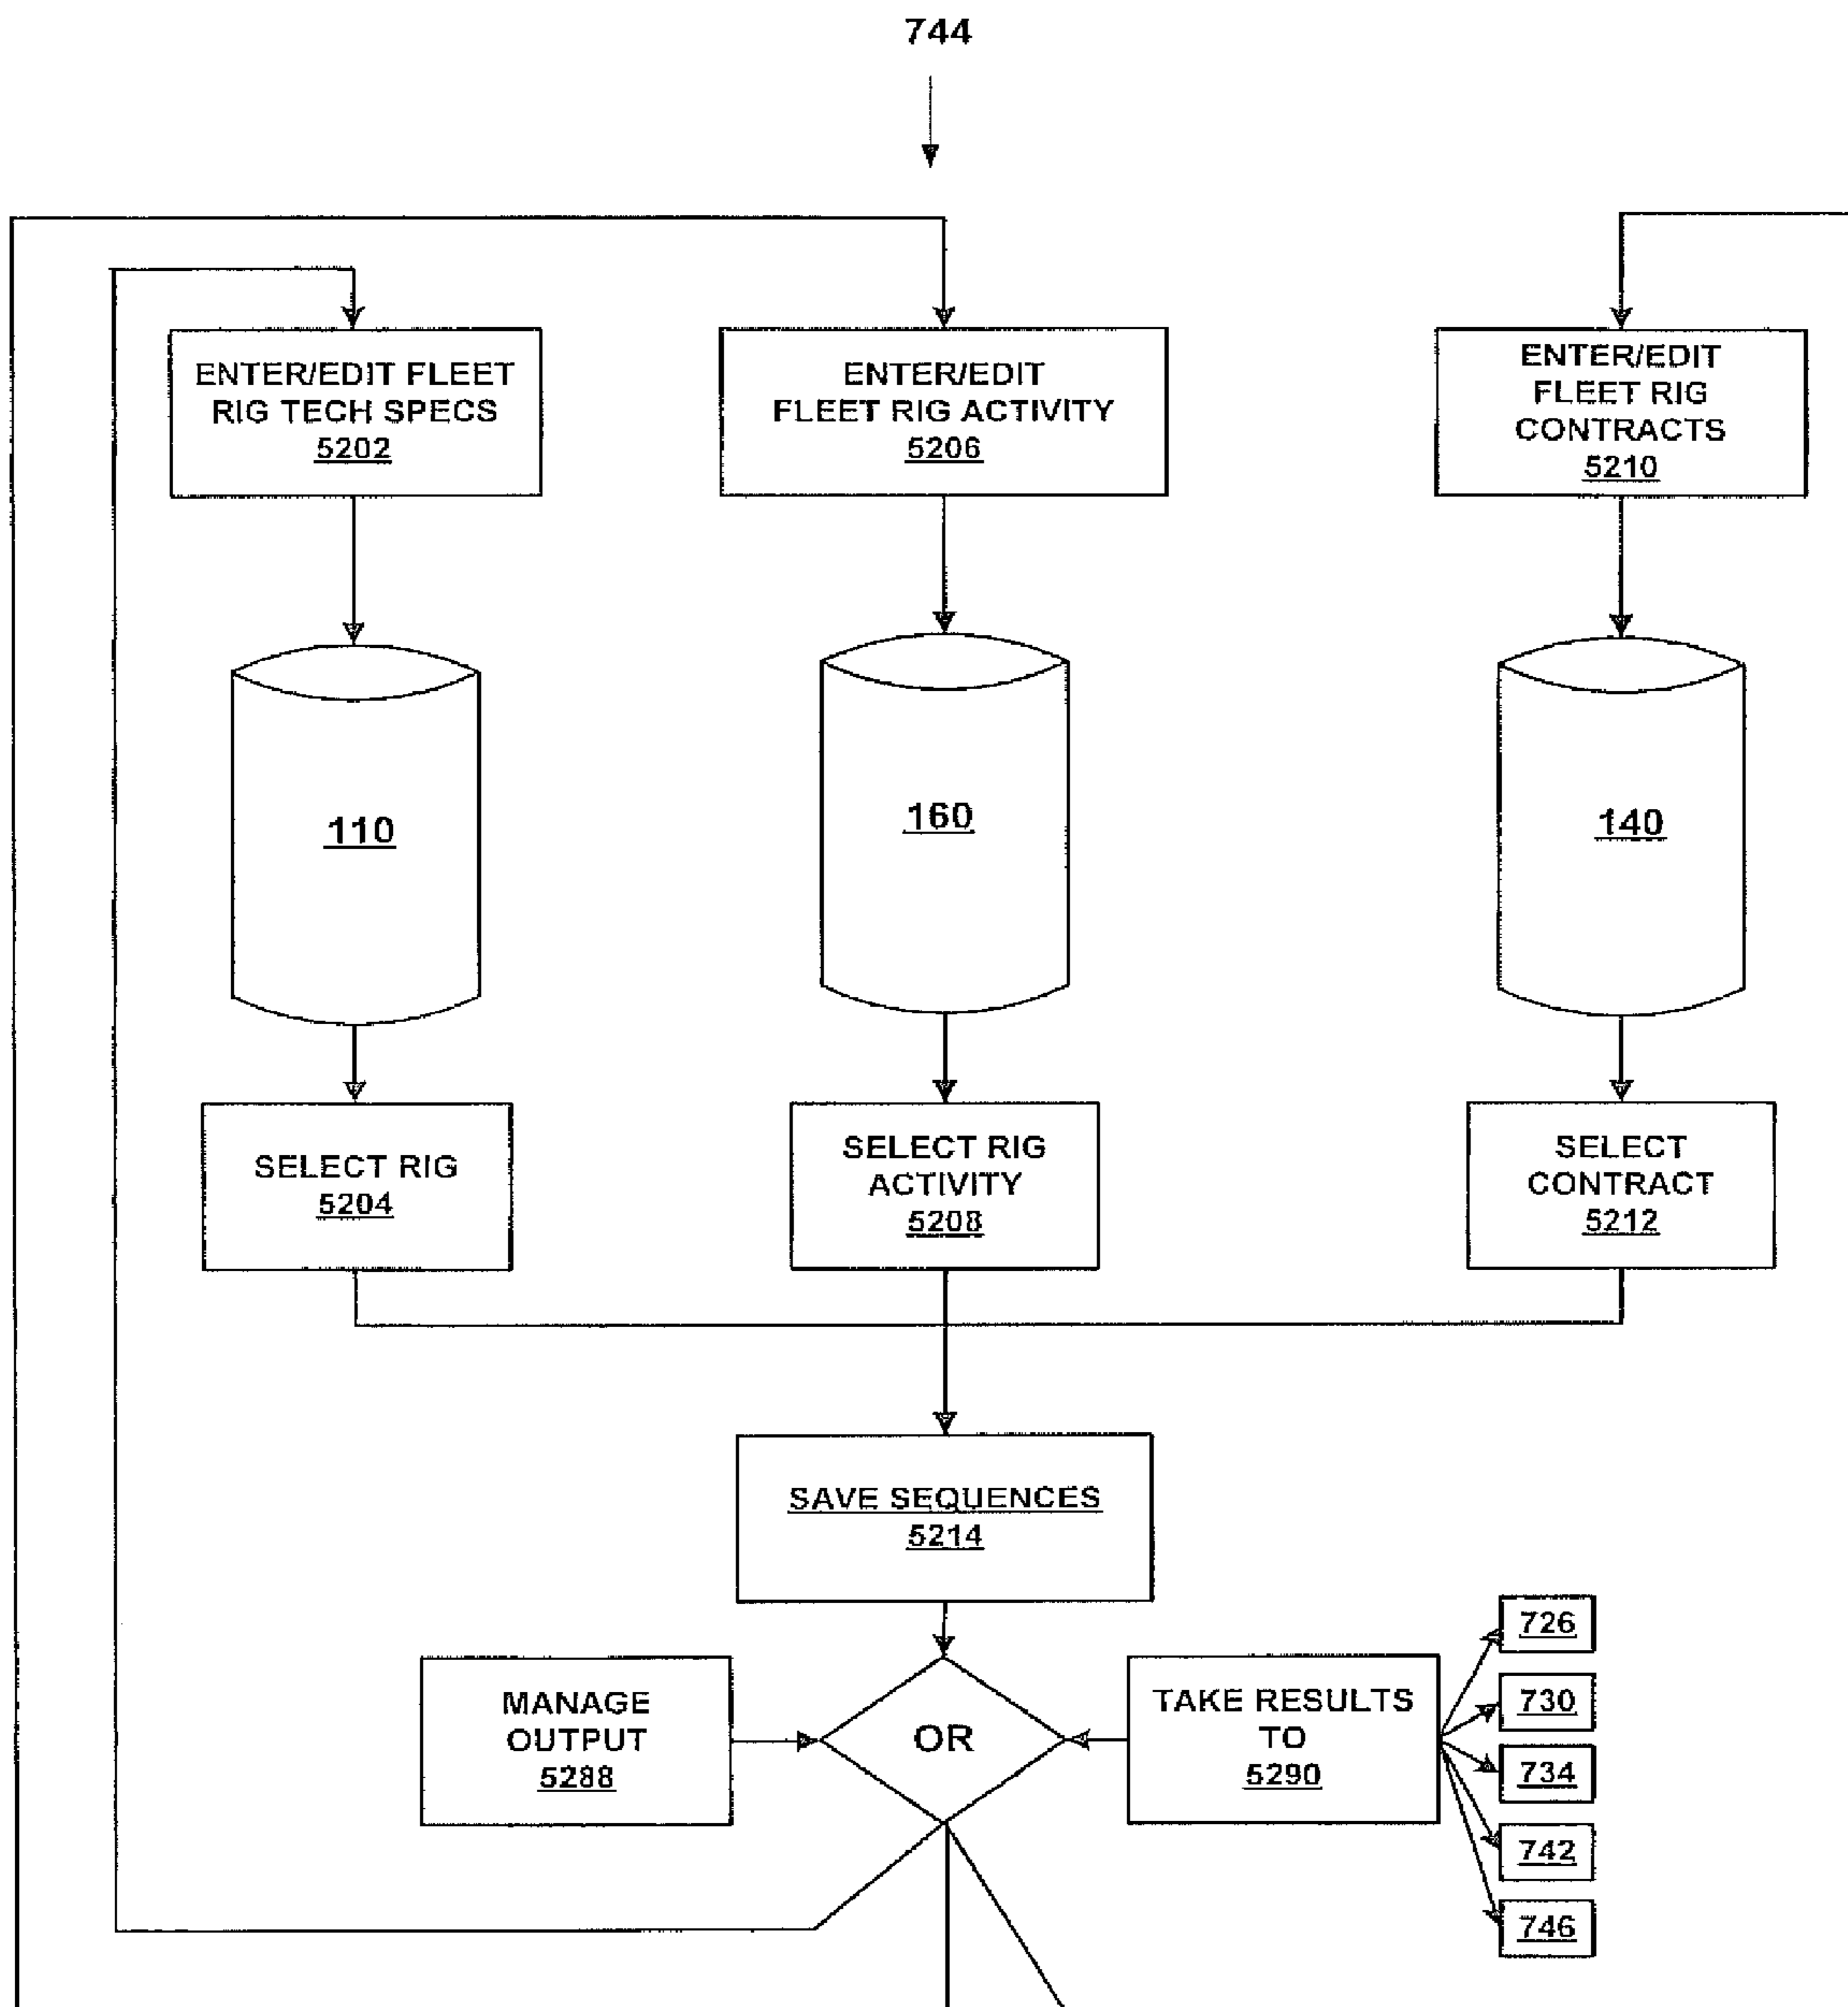 744
ENTER/EDIT FLEET
RIG TECH SPECS
5202
ENTER/EDIT
FLEET RIG ACTIVITY
5206
ENTER/EDIT
FLEET RIG
CONTRACTS
5210
110
160
140
SELECT RIG
5204
SELECT RIG
ACTIVITY
5208
SELECT
CONTRACT
5212
SAVE SEQUENCES
5214
MANAGE
OUTPUT
5288
OR
TAKE RESULTS
TO
5290
726
730
734
742
746